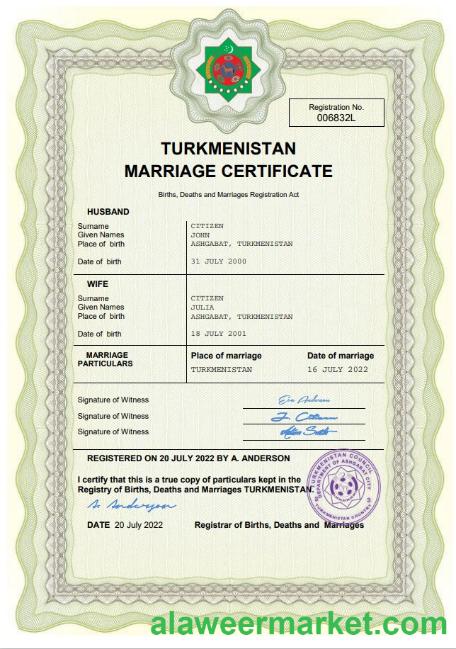 Registration No.
006832L
TURKMENISTAN
MARRIAGE CERTIFICATE
Births, Deaths and Marriages Registration Act
HUSBAND
Surname CITIZEN
Given Names JOHN
Place of birth ASHGABAT, TURKMENISTAN
Date of birth 31 JULY 2000
WIFE
Surname CITIZEN
Given Names JULIA
Place of birth ASHGABAT, TURKMENISTAN
Date of birth 18 JULY 2001
MARRIAGE PARTICULARS
Place of marriage Date of marriage
TURKMENISTAN 16 JULY 2022
Signature of Witness
Signature of Witness
Signature of Witness
REGISTERED ON 20 JULY 2022 BY A. ANDERSON
I certify that this is a true copy of particulars kept in the
Registry of Births, Deaths and Marriages TURKMENISTAN.
A. Anderson
DATE 20 July 2022 Registrar of Births, Deaths and Marriages
TURKMENISTAN COUNCIL
DEPARTMENT OF ASHGABAT CITY
TURKMENISTAN COUNTRY
alaweermarket.com